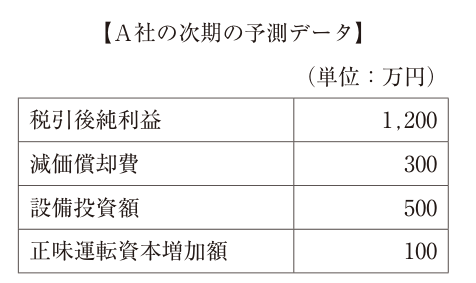 【A社の次期の予測データ】
（単位：万円）
税引後純利益 1,200
減価償却費 300
設備投資額 500
正味運転資本増加額 100